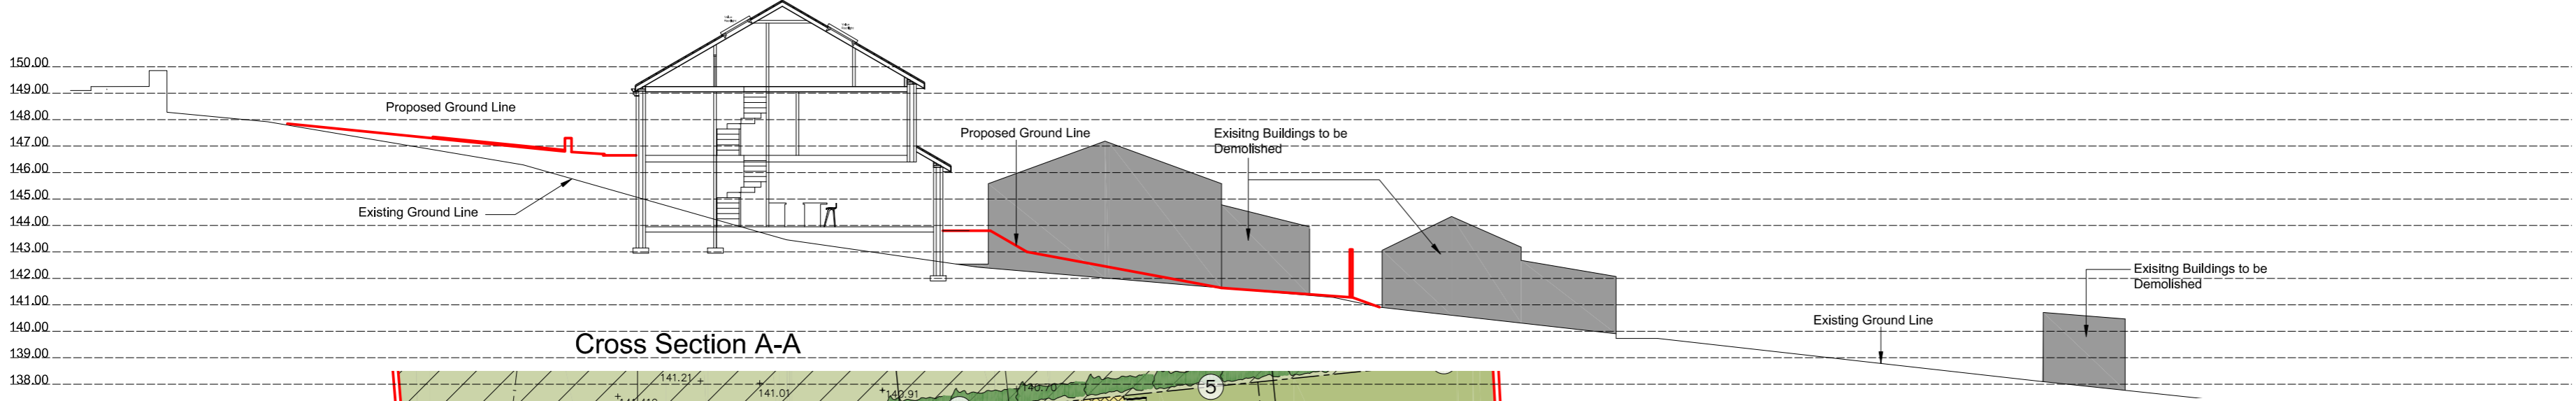 150.00
149.00
148.00
147.00
146.00
145.00
144.00
143.00
142.00
141.00
140.00
139.00
138.00
Proposed Ground Line
Existing Ground Line
Proposed Ground Line
Exisitng Buildings to be
Demolished
Exisitng Buildings to be
Demolished
Existing Ground Line
Cross Section A-A
141.21
141.01
140.70
5